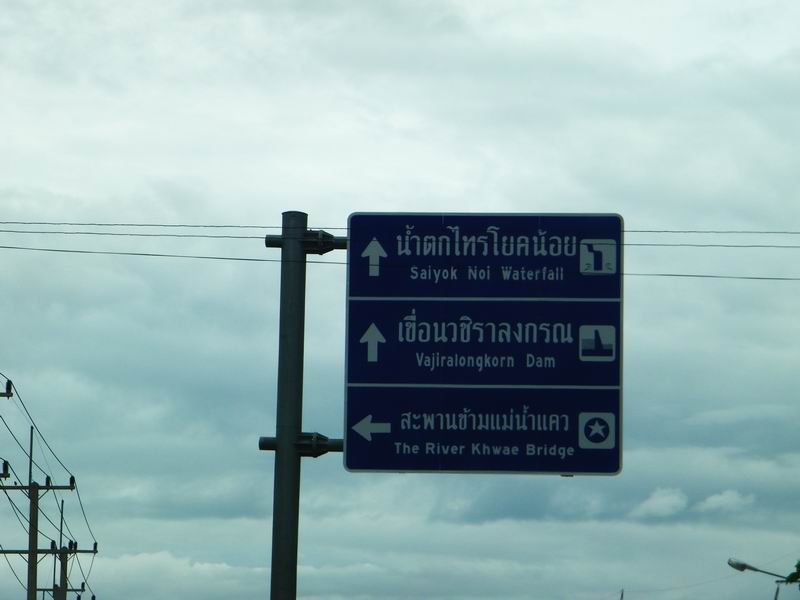 น้ำตกไทรโยคน้อย
Saiyok Noi Waterfall
เขื่อนวชิราลงกรณ
Vajiralongkorn Dam
สะพานข้ามแม่น้ำแคว
The River Khwae Bridge